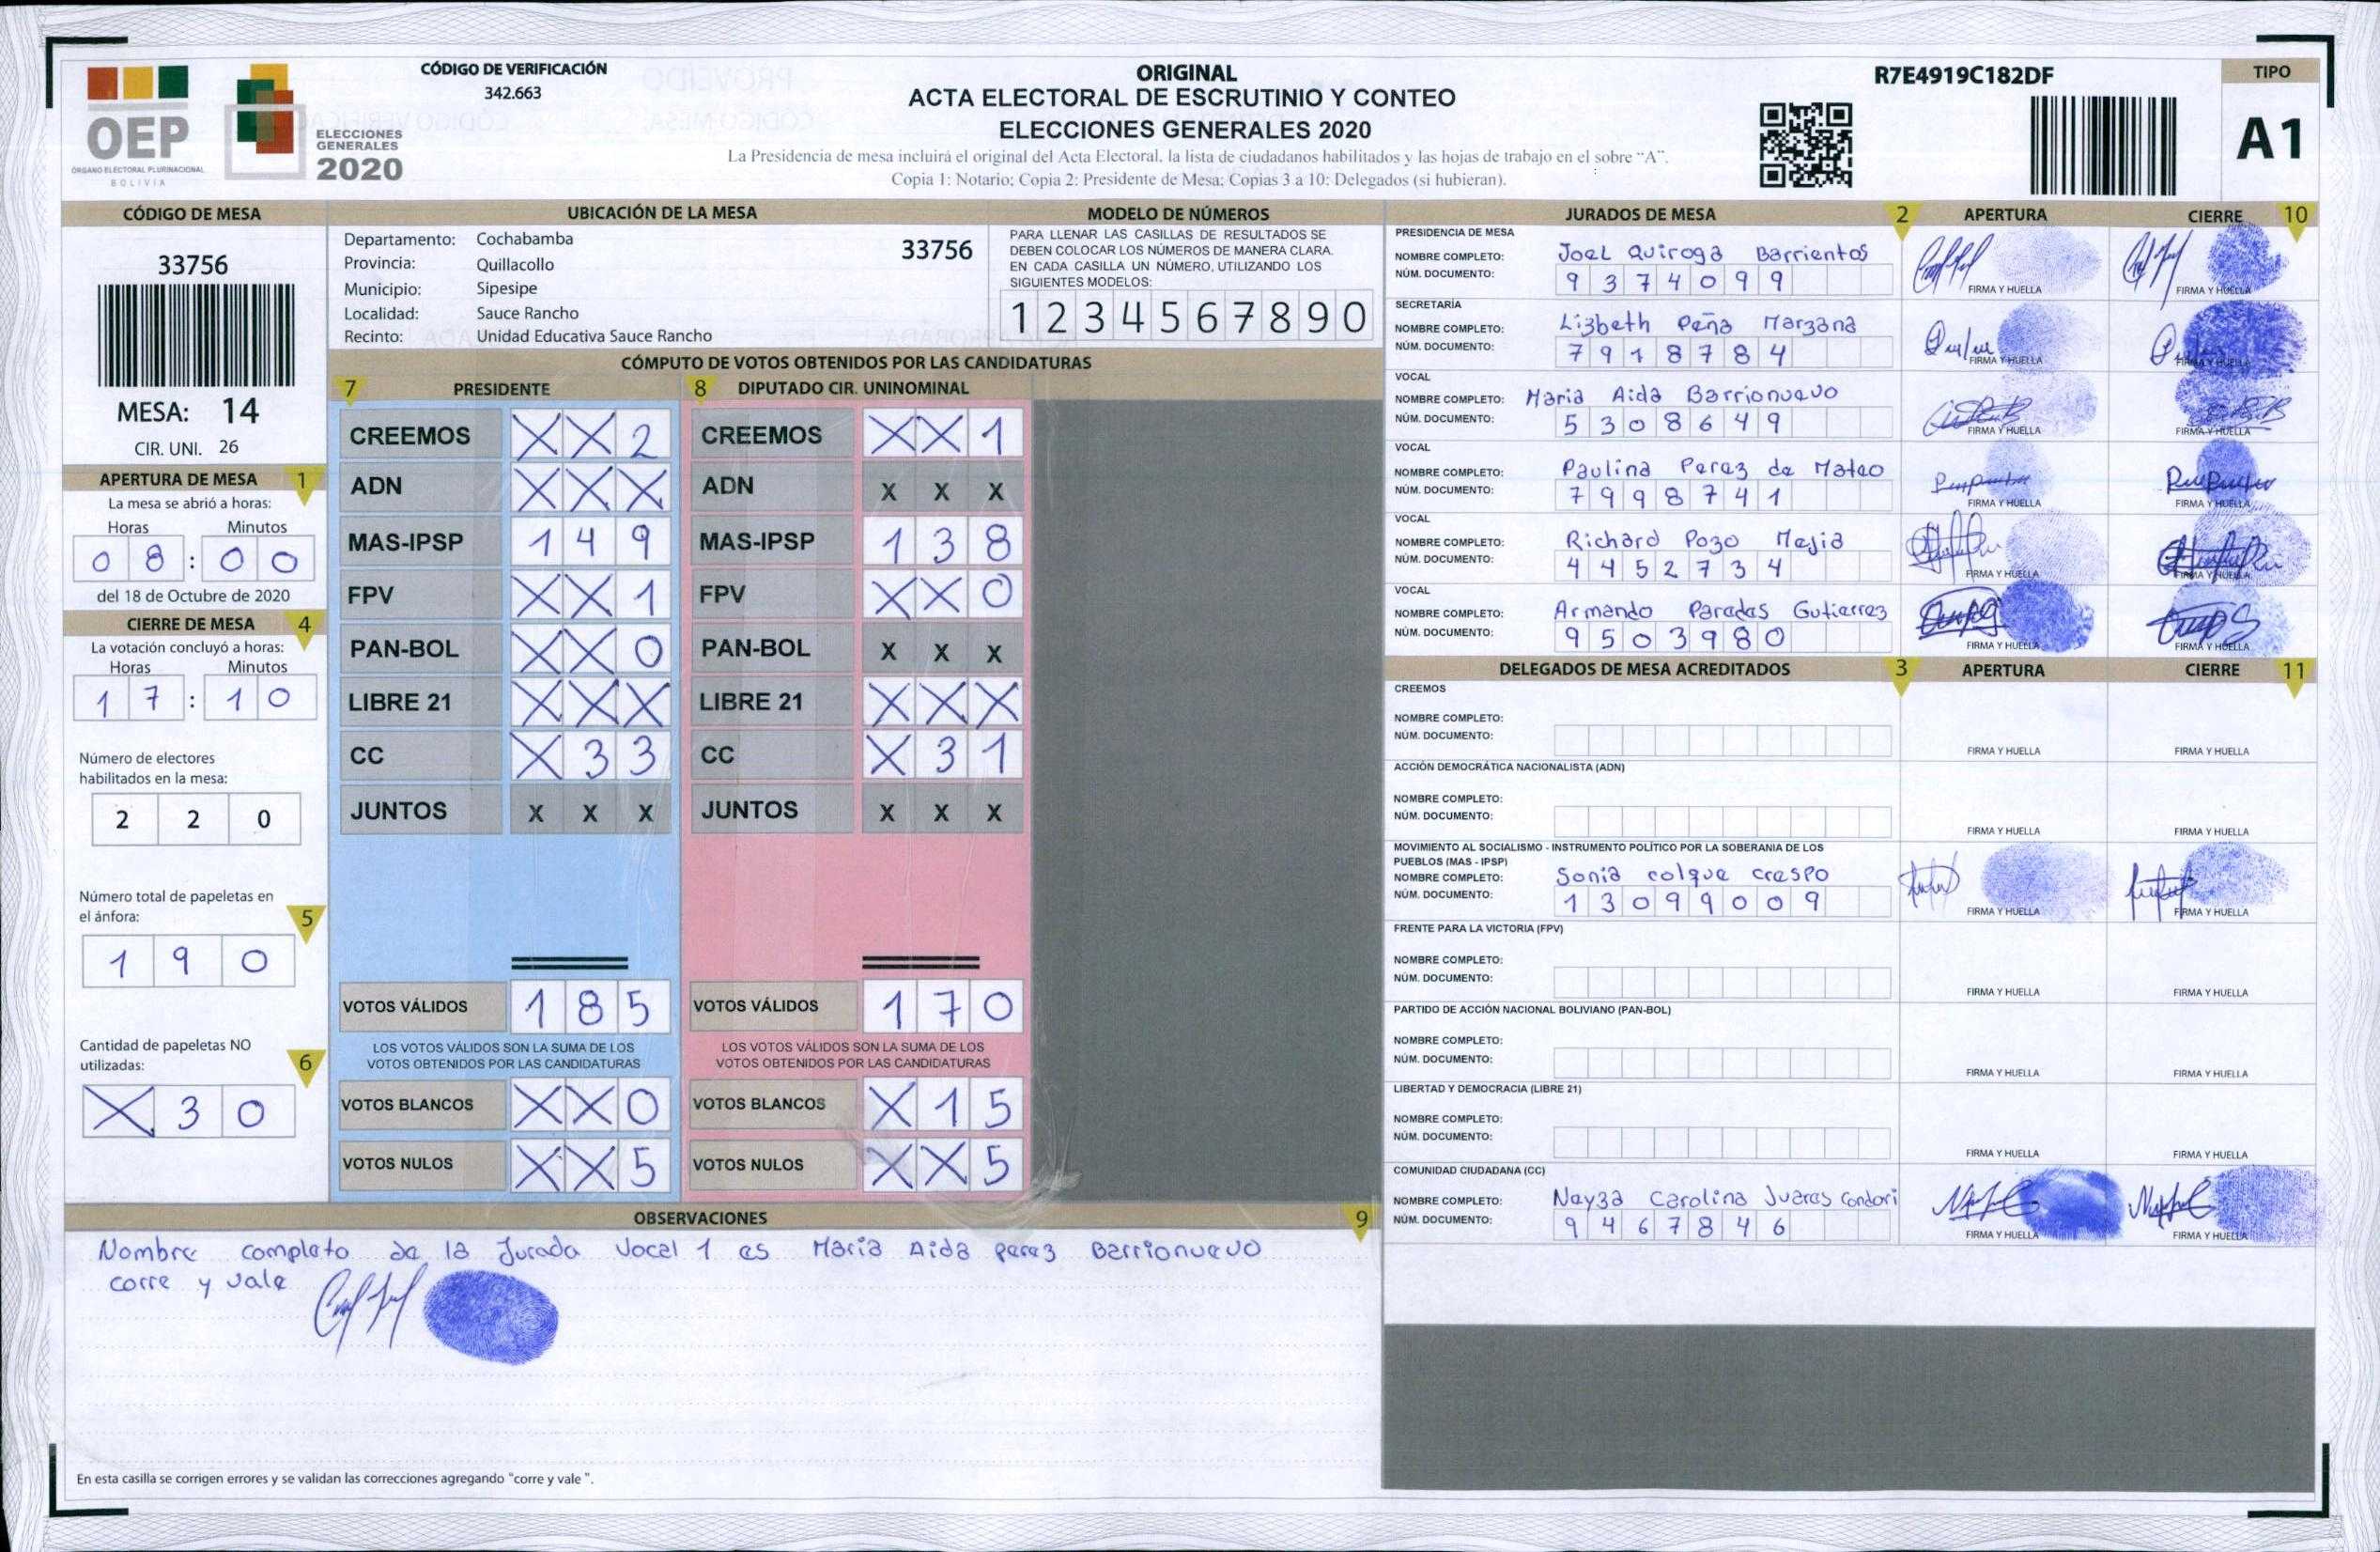 OEP
ÓRGANO ELECTORAL PLURINACIONAL
BOLIVIA
ELECCIONES
GENERALES
2020
CÓDIGO DE VERIFICACIÓN
342.663
ORIGINAL
ACTA ELECTORAL DE ESCRUTINIO Y CONTEO
ELECCIONES GENERALES 2020
La Presidencia de mesa incluirá el original del Acta Electoral, la lista de ciudadanos habilitados y las hojas de trabajo en el sobre "A".
Copia 1: Notario; Copia 2: Presidente de Mesa; Copias 3 a 10: Delegados (si hubieran).
R7E4919C182DF
TIPO
A1
CÓDIGO DE MESA
33756
MESA: 14
CIR. UNI. 26
APERTURA DE MESA 1
La mesa se abrió a horas:
Horas Minutos
0 8 : 0 0
del 18 de Octubre de 2020
CIERRE DE MESA 4
La votación concluyó a horas:
Horas Minutos
1 7 : 1 0
Número de electores
habilitados en la mesa:
2 2 0
Número total de papeletas en
el ánfora: 5
1 9 0
Cantidad de papeletas NO
utilizadas: 6
X 3 0
UBICACIÓN DE LA MESA
Departamento: Cochabamba 33756
Provincia: Quillacollo
Municipio: Sipesipe
Localidad: Sauce Rancho
Recinto: Unidad Educativa Sauce Rancho
MODELO DE NÚMEROS
PARA LLENAR LAS CASILLAS DE RESULTADOS SE
DEBEN COLOCAR LOS NÚMEROS DE MANERA CLARA.
EN CADA CASILLA UN NÚMERO, UTILIZANDO LOS
SIGUIENTES MODELOS:
1 2 3 4 5 6 7 8 9 0
CÓMPUTO DE VOTOS OBTENIDOS POR LAS CANDIDATURAS
7 PRESIDENTE 8 DIPUTADO CIR. UNINOMINAL
CREEMOS X X 2 CREEMOS X X 1
ADN X X X ADN X X X
MAS-IPSP 1 4 9 MAS-IPSP 1 3 8
FPV X X 1 FPV X X 0
PAN-BOL X X 0 PAN-BOL X X X
LIBRE 21 X X X LIBRE 21 X X X
CC X 3 3 CC X 3 1
JUNTOS X X X JUNTOS X X X
VOTOS VÁLIDOS 1 8 5 VOTOS VÁLIDOS 1 7 0
LOS VOTOS VÁLIDOS SON LA SUMA DE LOS LOS VOTOS VÁLIDOS SON LA SUMA DE LOS
VOTOS OBTENIDOS POR LAS CANDIDATURAS VOTOS OBTENIDOS POR LAS CANDIDATURAS
VOTOS BLANCOS X X 0 VOTOS BLANCOS X 1 5
VOTOS NULOS X X 5 VOTOS NULOS X X 5
OBSERVACIONES 9
Nombre completo de la Jurada Vocal 1 es Maria Aida Perez Barrionuevo
corre y vale
En esta casilla se corrigen errores y se validan las correcciones agregando "corre y vale ".
JURADOS DE MESA 2 APERTURA CIERRE 10
PRESIDENCIA DE MESA
NOMBRE COMPLETO: Joel Quiroga Barrientos
NÚM. DOCUMENTO: 9 3 7 4 0 9 9
FIRMA Y HUELLA FIRMA Y HUELLA
SECRETARÍA
NOMBRE COMPLETO: Lizbeth Peña Marzana
NÚM. DOCUMENTO: 7 9 1 8 7 8 4
FIRMA Y HUELLA FIRMA Y HUELLA
VOCAL
NOMBRE COMPLETO: Maria Aida Barrionuevo
NÚM. DOCUMENTO: 5 3 0 8 6 4 9
FIRMA Y HUELLA FIRMA Y HUELLA
VOCAL
NOMBRE COMPLETO: Paulina Perez de Mateo
NÚM. DOCUMENTO: 7 9 9 8 7 4 1
FIRMA Y HUELLA FIRMA Y HUELLA
VOCAL
NOMBRE COMPLETO: Richard Pozo Mejia
NÚM. DOCUMENTO: 4 4 5 2 7 3 4
FIRMA Y HUELLA FIRMA Y HUELLA
VOCAL
NOMBRE COMPLETO: Armando Paradas Gutierrez
NÚM. DOCUMENTO: 9 5 0 3 9 8 0
FIRMA Y HUELLA FIRMA Y HUELLA
DELEGADOS DE MESA ACREDITADOS 3 APERTURA CIERRE 11
CREEMOS
NOMBRE COMPLETO:
NÚM. DOCUMENTO:
FIRMA Y HUELLA FIRMA Y HUELLA
ACCIÓN DEMOCRÁTICA NACIONALISTA (ADN)
NOMBRE COMPLETO:
NÚM. DOCUMENTO:
FIRMA Y HUELLA FIRMA Y HUELLA
MOVIMIENTO AL SOCIALISMO - INSTRUMENTO POLÍTICO POR LA SOBERANIA DE LOS
PUEBLOS (MAS - IPSP)
NOMBRE COMPLETO: Sonia colque crespo
NÚM. DOCUMENTO: 1 3 0 9 9 0 0 9
FIRMA Y HUELLA FIRMA Y HUELLA
FRENTE PARA LA VICTORIA (FPV)
NOMBRE COMPLETO:
NÚM. DOCUMENTO:
FIRMA Y HUELLA FIRMA Y HUELLA
PARTIDO DE ACCIÓN NACIONAL BOLIVIANO (PAN-BOL)
NOMBRE COMPLETO:
NÚM. DOCUMENTO:
FIRMA Y HUELLA FIRMA Y HUELLA
LIBERTAD Y DEMOCRACIA (LIBRE 21)
NOMBRE COMPLETO:
NÚM. DOCUMENTO:
FIRMA Y HUELLA FIRMA Y HUELLA
COMUNIDAD CIUDADANA (CC)
NOMBRE COMPLETO: Nayza Carolina Juares Condori
NÚM. DOCUMENTO: 9 4 6 7 8 4 6
FIRMA Y HUELLA FIRMA Y HUELLA